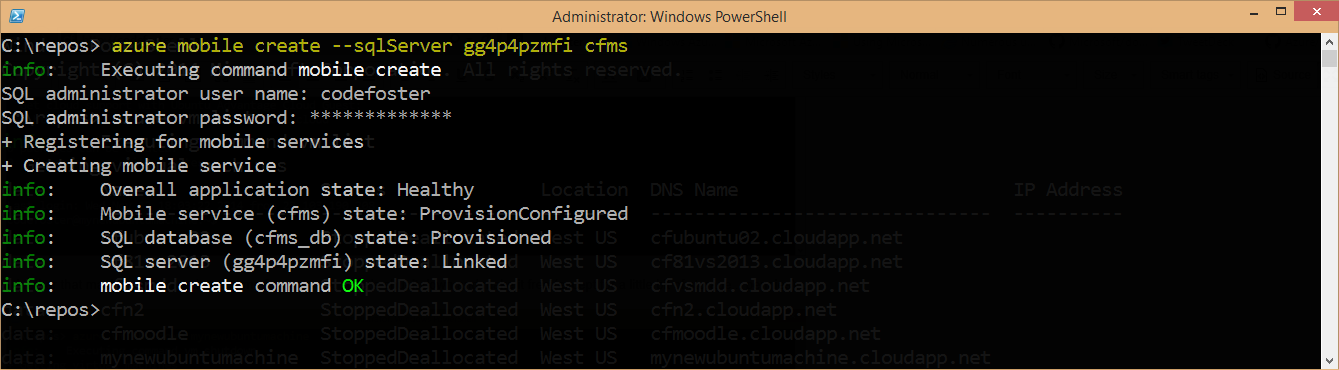 Administrator: Windows PowerShell
C:\repos> azure mobile create --sqlServer gg4p4pzmfi cfms
info:    Executing command mobile create. All rights reserved.
SQL administrator user name: codefoster
SQL administrator password: *************
+ Registering for mobile services
+ Creating mobile service
info:    Overall application state: Healthy      Location  DNS Name                         IP Address
info:    Mobile service (cfms) state: ProvisionConfigured  -------------------------------  ----------
info:    SQL database (cfms_db) state: Provisioned West US   cfubuntu02.cloudapp.net
info:    SQL server (gg4p4pzmfi) state: Linked West US   cf81vs2013.cloudapp.net
info:    mobile create command OK StoppedDeallocated  West US   cfvsmdd.cloudapp.net
C:\repos> cfn2                StoppedDeallocated  West US   cfn2.cloudapp.net
data:    cfmoodle            StoppedDeallocated  West US   cfmoodle.cloudapp.net
data:    mynewubuntumachine  StoppedDeallocated  West US   mynewubuntumachine.cloudapp.net